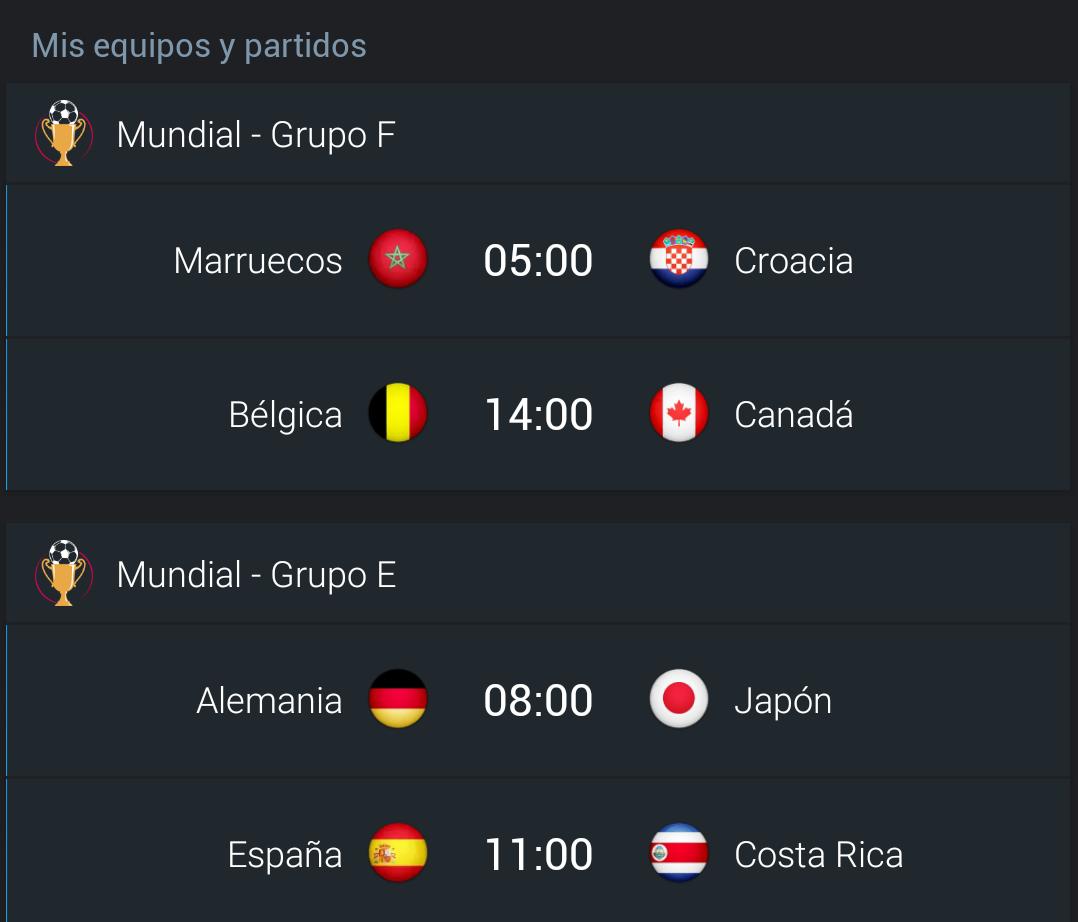 Mis equipos y partidos
Mundial - Grupo F
Marruecos 05:00 Croacia
Bélgica 14:00 Canadá
Mundial - Grupo E
Alemania 08:00 Japón
España 11:00 Costa Rica